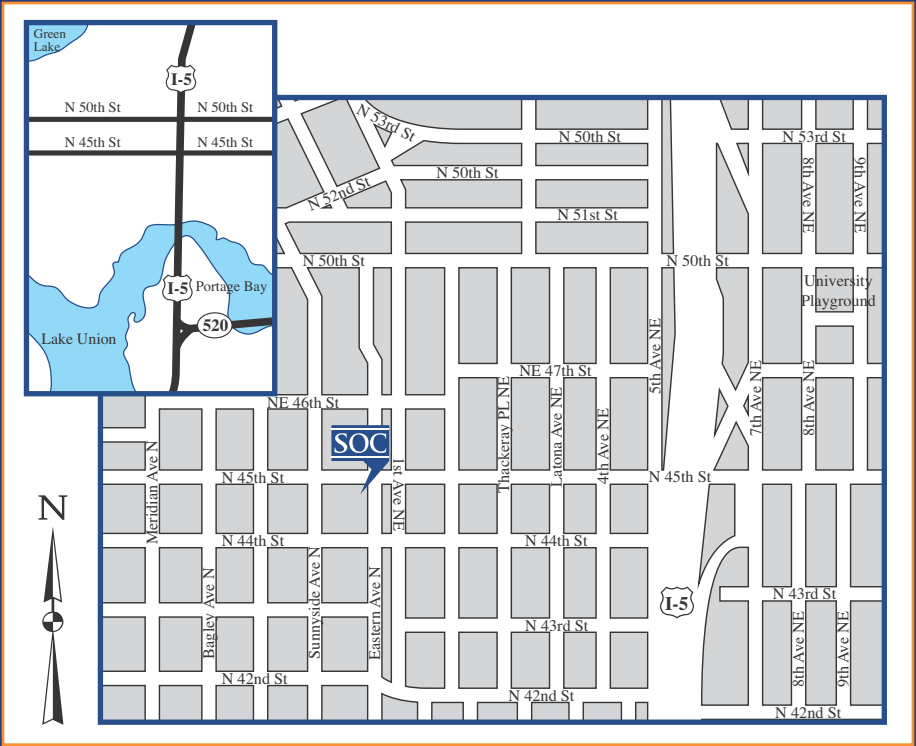 Green
Lake
I-5
N 50th St
N 50th St
N 45th St
N 45th St
I-5
Portage Bay
520
Lake Union
N 53rd St
N 50th St
N 53rd St
N 50th St
N 52nd St
8th Ave NE
9th Ave NE
N 51st St
N 50th St
N 50th St
University
Playground
5th Ave NE
NE 47th St
7th Ave NE
8th Ave NE
NE 46th St
Thackeray PL NE
Latona AVE NE
4th Ave NE
SOC
Meridian Ave N
N 45th St
1st Ave NE
N 45th St
N
N 44th St
N 44th St
Bagley Ave N
Sunnyside Ave N
Eastern Ave N
I-5
N 43rd St
N 43rd St
8th Ave NE
9th Ave NE
N 42nd St
N 42nd St
N 42nd St